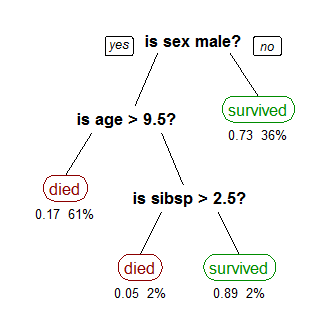 yes is sex male? no
is age > 9.5?
survived
0.73 36%
died
0.17 61%
is sibsp > 2.5?
died
survived
0.05 2%
0.89 2%